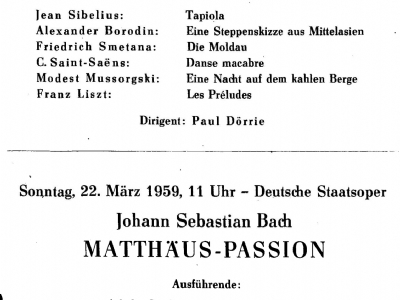 Jean Sibelius: Tapiola
Alexander Borodin: Eine Steppenskizze aus Mittelasien
Friedrich Smetana: Die Moldau
C. Saint-Saëns: Danse macabre
Modest Mussorgski: Eine Nacht auf dem kahlen Berge
Franz Liszt: Les Préludes
Dirigent: Paul Dörrie
Sonntag, 22. März 1959, 11 Uhr – Deutsche Staatsoper
Johann Sebastian Bach
MATTHÄUS-PASSION
Ausführende: